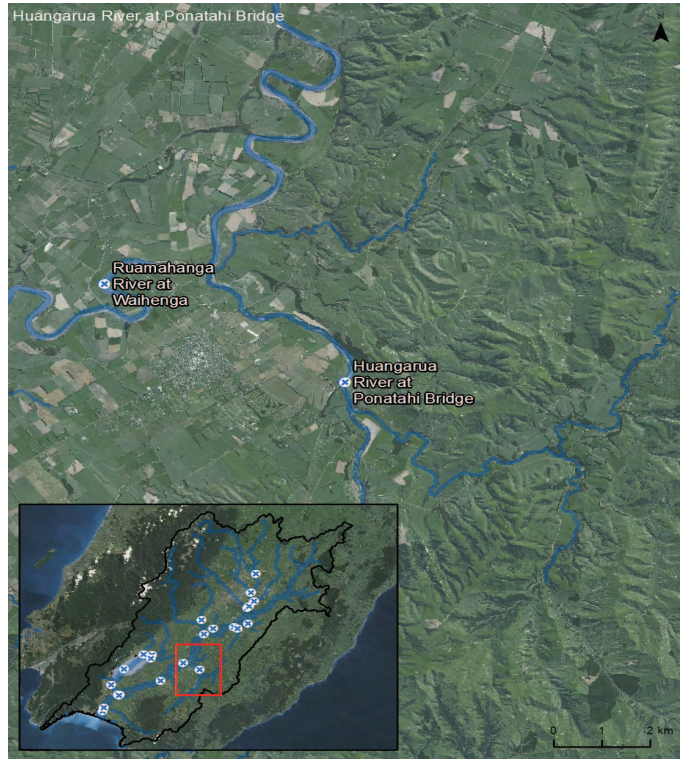 Huangarua River at Ponatahi Bridge
N
Ruamahanga
River at
Waihenga
Huangarua
River at
Ponatahi Bridge
0 1 2 km